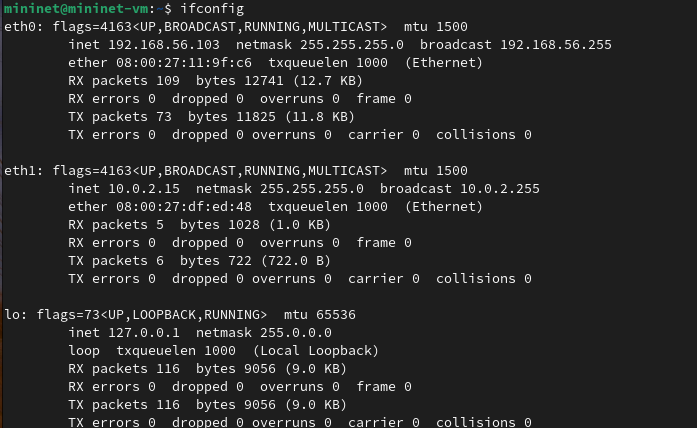 mininet@mininet-vm:~$ ifconfig
eth0: flags=4163<UP,BROADCAST,RUNNING,MULTICAST>  mtu 1500
        inet 192.168.56.103  netmask 255.255.255.0  broadcast 192.168.56.255
        ether 08:00:27:11:9f:c6  txqueuelen 1000  (Ethernet)
        RX packets 109  bytes 12741 (12.7 KB)
        RX errors 0  dropped 0  overruns 0  frame 0
        TX packets 73  bytes 11825 (11.8 KB)
        TX errors 0  dropped 0 overruns 0  carrier 0  collisions 0

eth1: flags=4163<UP,BROADCAST,RUNNING,MULTICAST>  mtu 1500
        inet 10.0.2.15  netmask 255.255.255.0  broadcast 10.0.2.255
        ether 08:00:27:df:ed:48  txqueuelen 1000  (Ethernet)
        RX packets 5  bytes 1028 (1.0 KB)
        RX errors 0  dropped 0  overruns 0  frame 0
        TX packets 6  bytes 722 (722.0 B)
        TX errors 0  dropped 0 overruns 0  carrier 0  collisions 0

lo: flags=73<UP,LOOPBACK,RUNNING>  mtu 65536
        inet 127.0.0.1  netmask 255.0.0.0
        loop  txqueuelen 1000  (Local Loopback)
        RX packets 116  bytes 9056 (9.0 KB)
        RX errors 0  dropped 0  overruns 0  frame 0
        TX packets 116  bytes 9056 (9.0 KB)
        TX errors 0  dropped 0 overruns 0  carrier 0  collisions 0